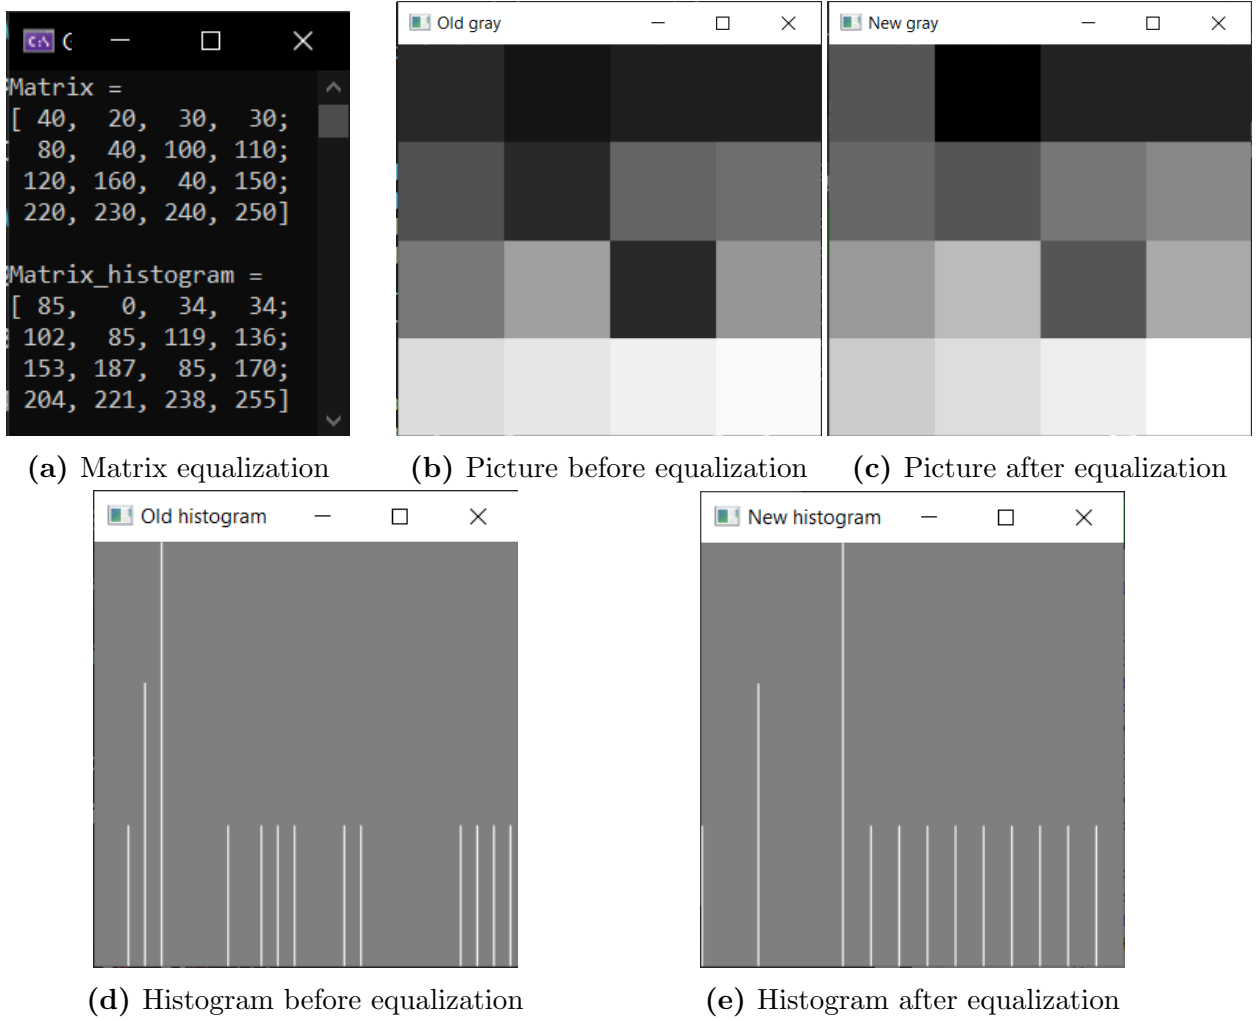 G
Matrix =
[ 40,  20,  30,  30;
  80,  40, 100, 110;
 120, 160,  40, 150;
 220, 230, 240, 250]
Matrix_histogram =
[ 85,   0,  34,  34;
 102,  85, 119, 136;
 153, 187,  85, 170;
 204, 221, 238, 255]
(a) Matrix equalization
Old gray
(b) Picture before equalization
New gray
(c) Picture after equalization
Old histogram
(d) Histogram before equalization
New histogram
(e) Histogram after equalization